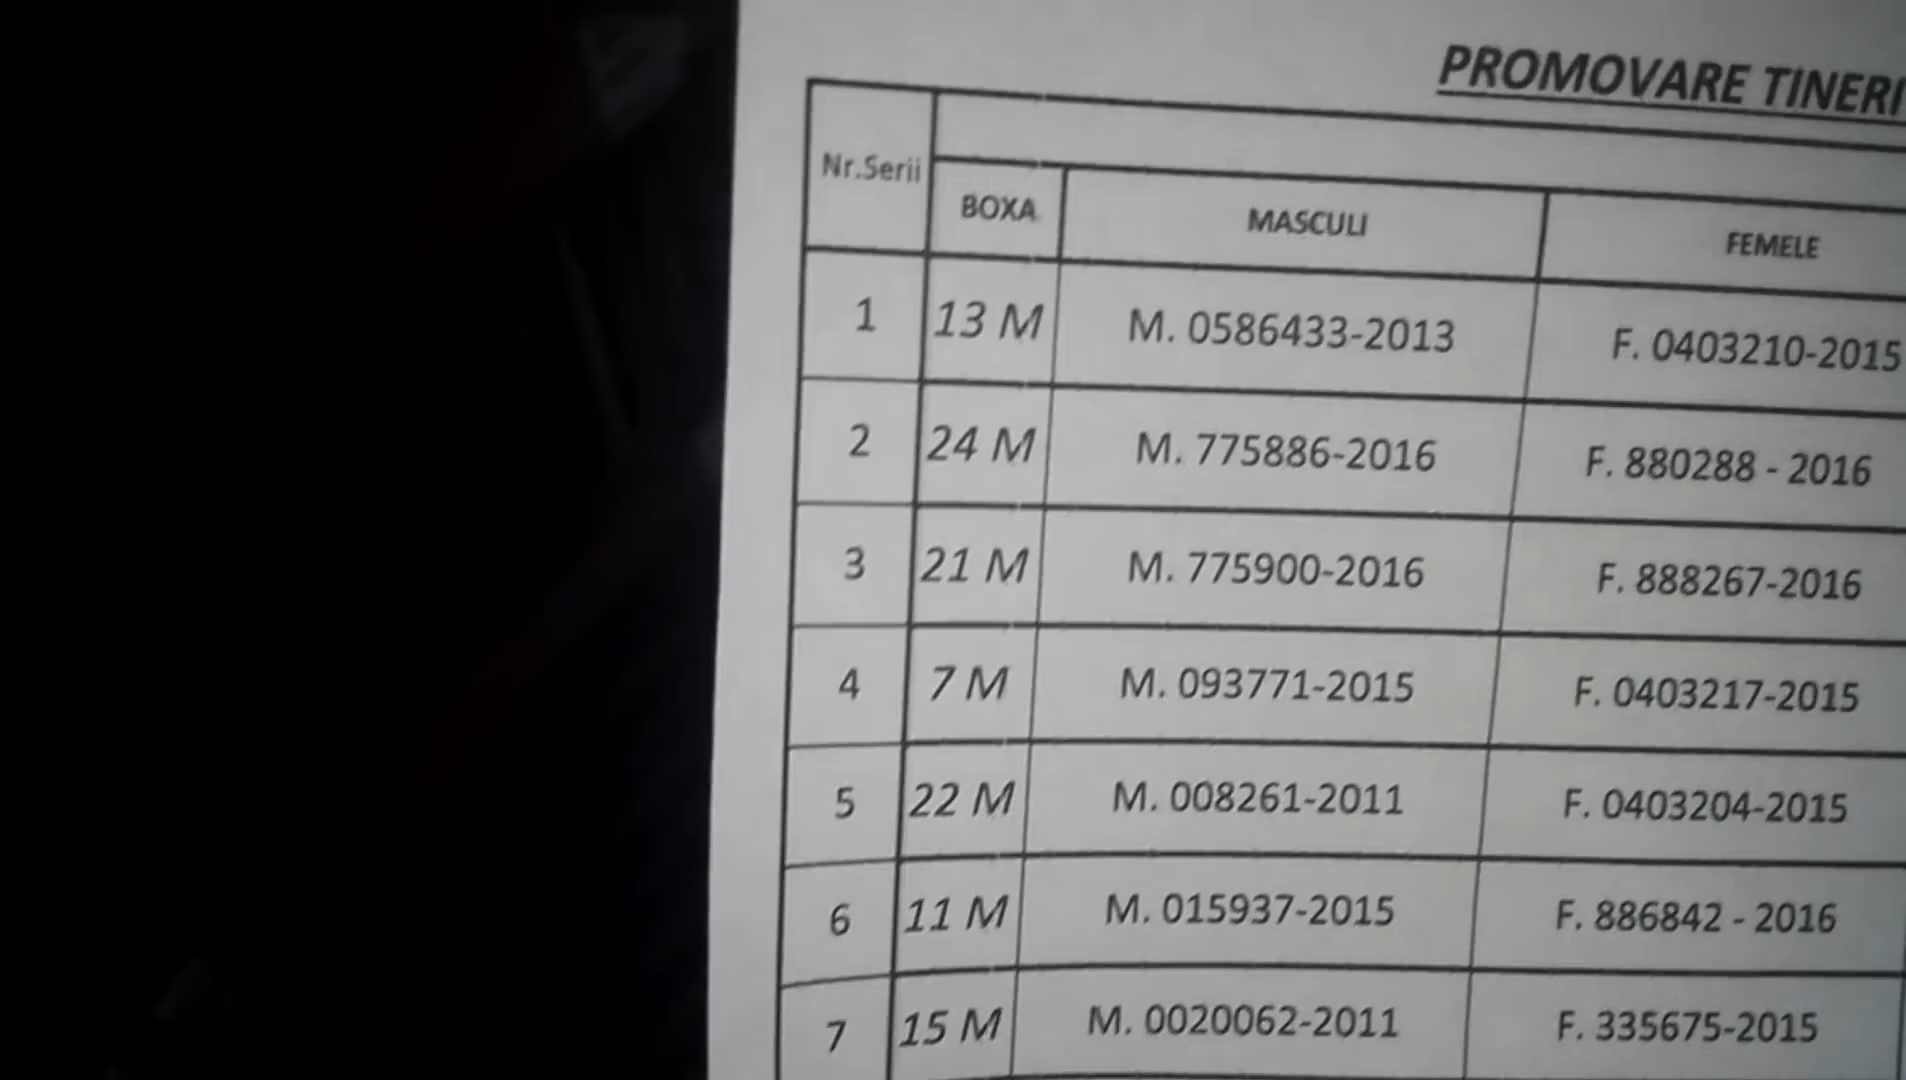 PROMOVARE TINERI
Nr.Serii
BOXA MASCULI FEMELE
1 13 M M. 0586433-2013 F. 0403210-2015
2 24 M M. 775886-2016 F. 880288 - 2016
3 21 M M. 775900-2016 F. 888267-2016
4 7 M M. 093771-2015 F. 0403217-2015
5 22 M M. 008261-2011 F. 0403204-2015
6 11 M M. 015937-2015 F. 886842 - 2016
7 15 M M. 0020062-2011 F. 335675-2015